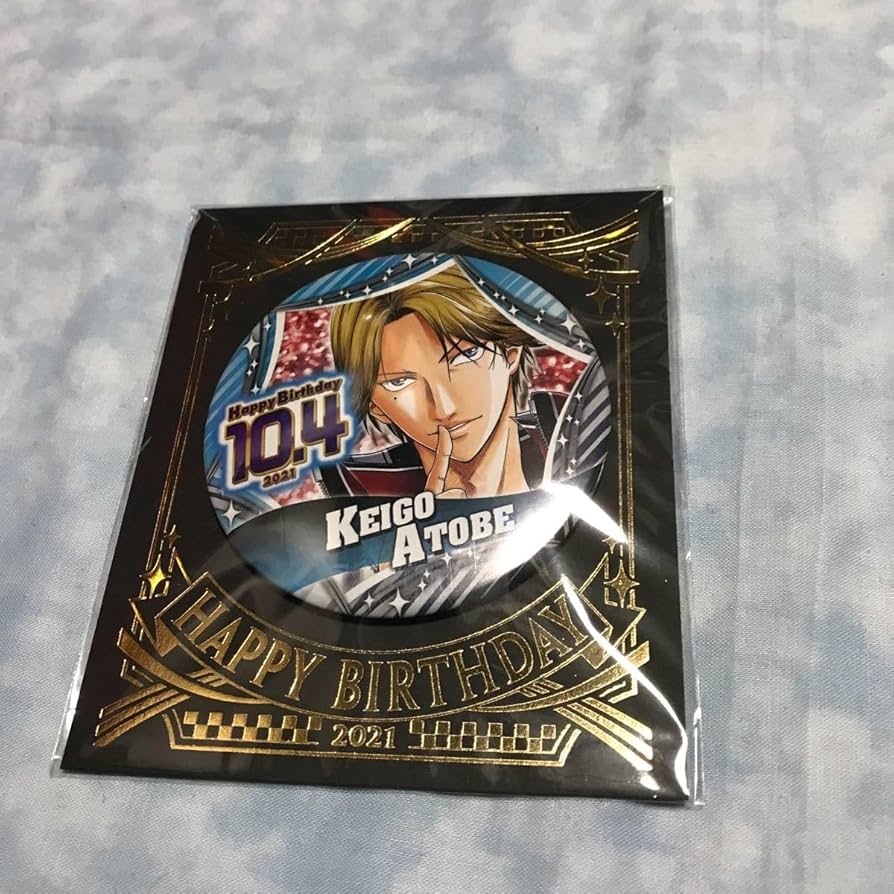 Happy Birthday
10.4
2021
KEIGO
ATOBE
HAPPY BIRTHDAY
2021